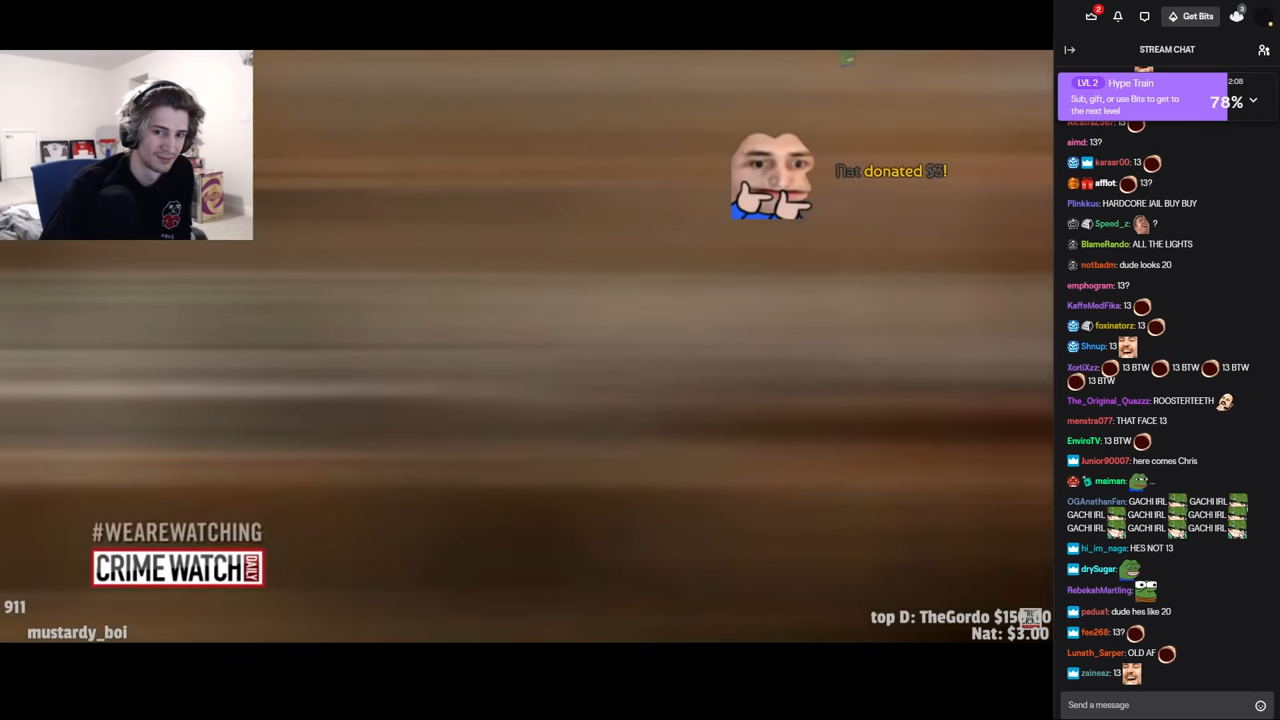 2
Get Bits
3
STREAM CHAT
LVL 2 Hype Train
2:08
Sub, gift, or use Bits to get to
the next level
78%
aimd: 13?
karaar00: 13
afflot: 13?
Plinkkus: HARDCORE JAIL BUY BUY
Speed_z: ?
BlameRando: ALL THE LIGHTS
notbadm: dude looks 20
emphogram: 13?
KaffeMedFika: 13
foxinatorz: 13
Shnup: 13
XortiXzz: 13 BTW 13 BTW 13 BTW
13 BTW
The_Original_Quazzz: ROOSTERTEETH
menstra077: THAT FACE 13
EnviroTV: 13 BTW
Junior90007: here comes Chris
maiman: ...
OGAnathanFan: GACHI IRL GACHI IRL
GACHI IRL GACHI IRL GACHI IRL
GACHI IRL GACHI IRL GACHI IRL
hi_im_naga: HES NOT 13
drySugar:
RebekahMartling:
padua1: dude hes like 20
fee268: 13?
Lunath_Sarper: OLD AF
zaineaz: 13
Send a message
Nat donated $3!
#WEAREWATCHING
CRIME WATCH DAILY
911
mustardy_boi
top D: TheGordo
Nat: $3.00